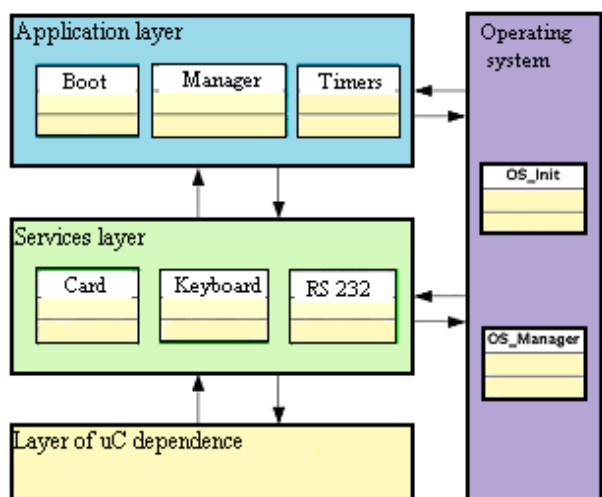 Application layer
Boot
Manager
Timers
Services layer
Card
Keyboard
RS 232
Layer of uC dependence
Operating
system
OS_Init
OS_Manager